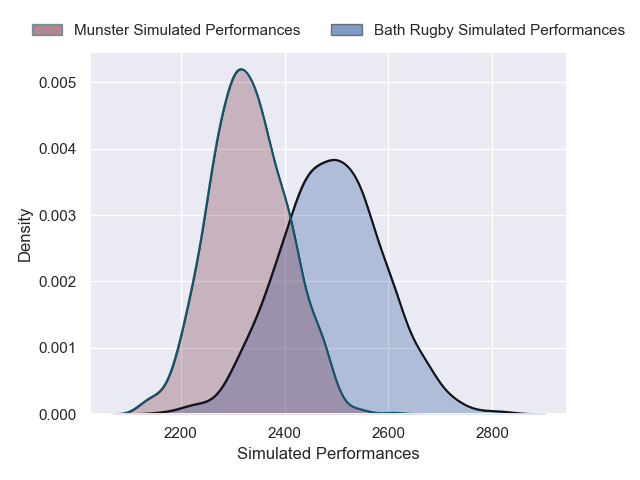 Munster Simulated Performances Bath Rugby Simulated Performances
0.005
0.004
0.003
0.002
0.001
0.000
Density
2200 2400 2600 2800
Simulated Performances